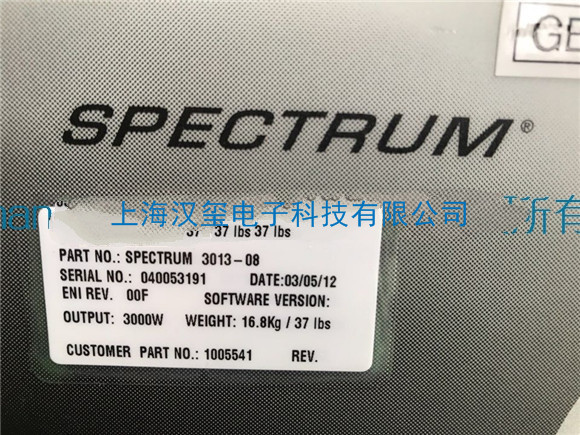 GE
SPECTRUM®
上海汉玺电子科技有限公司
所有
37 37 lbs 37 lbs
PART NO.: SPECTRUM 3013-08
SERIAL NO.: 040053191 DATE:03/05/12
ENI REV. 00F SOFTWARE VERSION:
OUTPUT: 3000W WEIGHT: 16.8Kg / 37 lbs
CUSTOMER PART NO.: 1005541 REV.